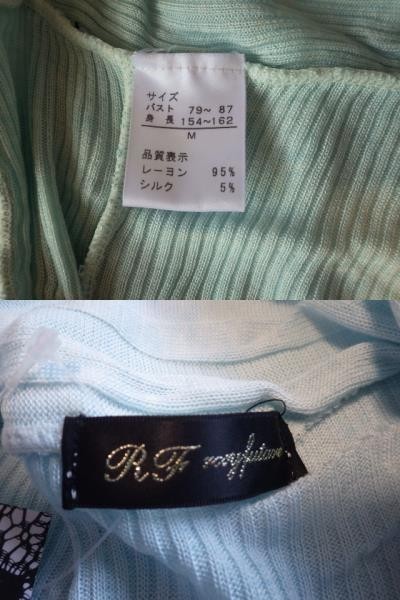 サイズ
バスト 79〜 87
身 長 154〜162
M
品質表示
レーヨン 95%
シルク 5%
RF